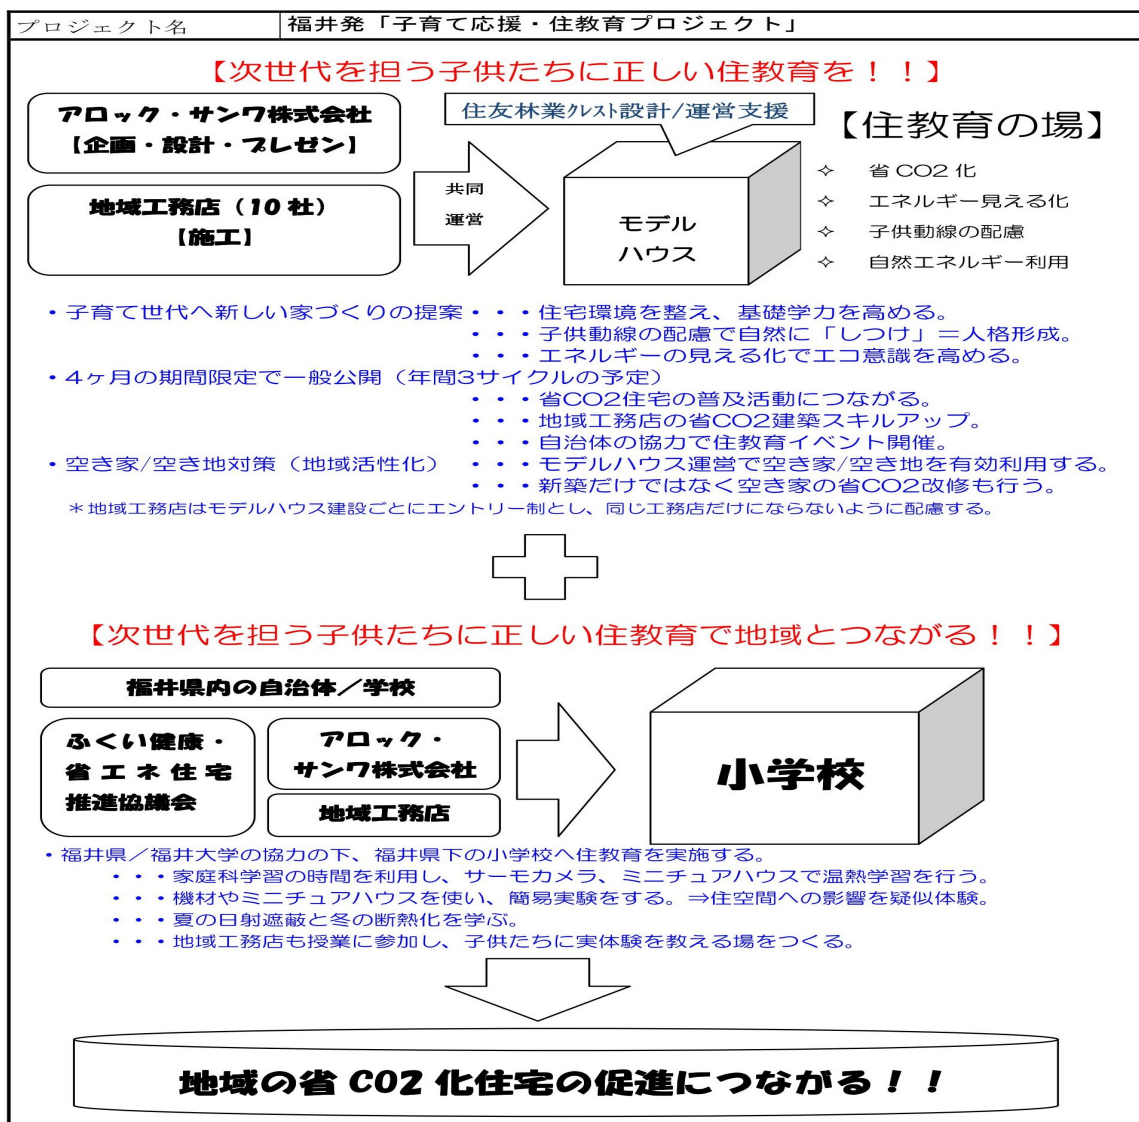 プロジェクト名 福井発「子育て応援・住教育プロジェクト」
【次世代を担う子供たちに正しい住教育を！！】
アロック・サンワ株式会社
【企画・設計・プレゼン】
地域工務店（10 社）
【施工】
共同
運営
住友林業クレスト設計/運営支援
モデル
ハウス
【住教育の場】
✧ 省 CO2 化
✧ エネルギー見える化
✧ 子供動線の配慮
✧ 自然エネルギー利用
・子育て世代へ新しい家づくりの提案・・・住宅環境を整え、基礎学力を高める。
・・・子供動線の配慮で自然に「しつけ」＝人格形成。
・・・エネルギーの見える化でエコ意識を高める。
・4ヶ月の期間限定で一般公開（年間3サイクルの予定）
・・・省CO2住宅の普及活動につながる。
・・・地域工務店の省CO2建築スキルアップ。
・・・自治体の協力で住教育イベント開催。
・空き家/空き地対策（地域活性化） ・・・モデルハウス運営で空き家/空き地を有効利用する。
・・・新築だけではなく空き家の省CO2改修も行う。
＊地域工務店はモデルハウス建設ごとにエントリー制とし、同じ工務店だけにならないように配慮する。
【次世代を担う子供たちに正しい住教育で地域とつながる！！】
福井県内の自治体／学校
ふくい健康・
省エネ住宅
推進協議会
アロック・
サンワ株式会社
地域工務店
小学校
・福井県／福井大学の協力の下、福井県下の小学校へ住教育を実施する。
・・・家庭科学習の時間を利用し、サーモカメラ、ミニチュアハウスで温熱学習を行う。
・・・機材やミニチュアハウスを使い、簡易実験をする。⇒住空間への影響を疑似体験。
・・・夏の日射遮蔽と冬の断熱化を学ぶ。
・・・地域工務店も授業に参加し、子供たちに実体験を教える場をつくる。
地域の省 CO2 化住宅の促進につながる！！